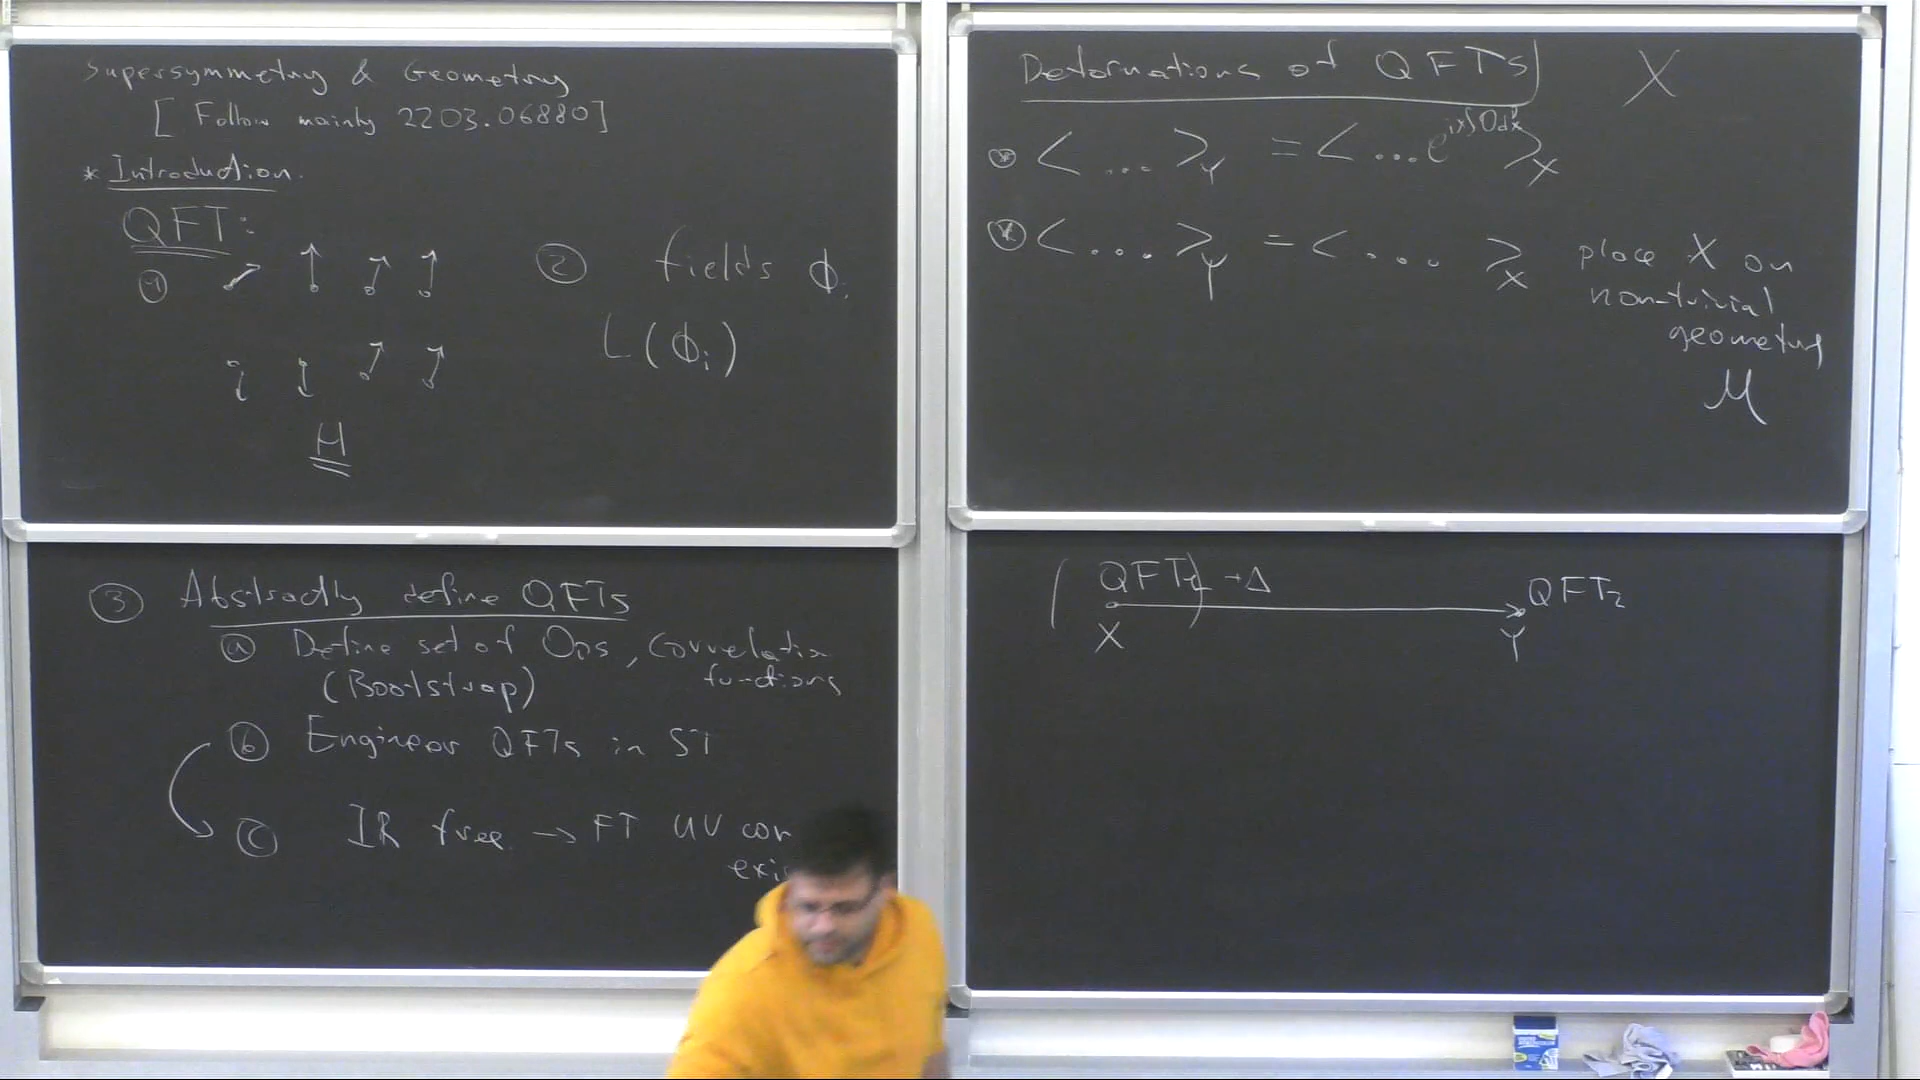 Supersymmetry & Geometry
[ Follow mainly 2203.06880 ]
* Introduction.
QFT:
①
H
② fields ϕᵢ
L(ϕᵢ)
③ Abstractly define QFTs
ⓐ Define set of Ops, correlation functions
(Bootstrap)
ⓑ Engineer QFTs in ST
ⓒ IR free → FT UV com
exis
Deformations of QFTs
X
< ... >_Y = < ... e^{iλ∫O dx} >_X
< .... >_Y = < .... >_X place X on
non-trivial
geometry
M
(QFT₁) + Δ QFT₂
X Y